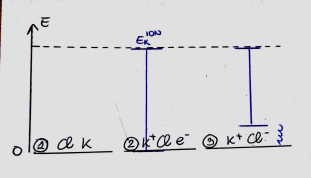 E
E_K^ION
0 ① Cl K ② K⁺ Cl e⁻ ③ K⁺ Cl⁻